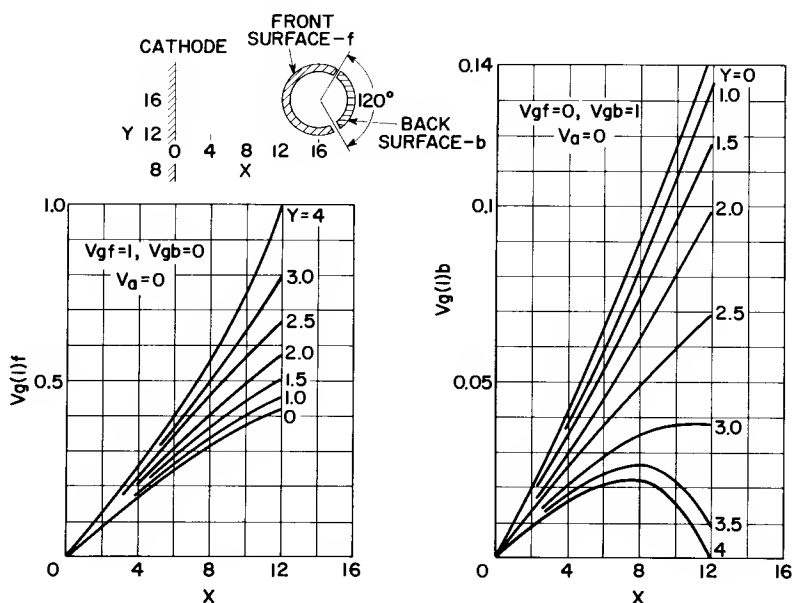 FRONT
SURFACE-f
CATHODE
120°
16
Y 12
8
0 4 8 12 16
X
BACK
SURFACE-b
1.0
0.5
Vg(1)f
Vgf=1, Vgb=0
Va=0
Y=4
3.0
2.5
2.0
1.5
1.0
0
0 4 8 12 16
X
0.14
0.1
0.05
Vg(1)b
Vgf=0, Vgb=1
Va=0
Y=0
1.0
1.5
2.0
2.5
3.0
3.5
4
0 4 8 12 16
X